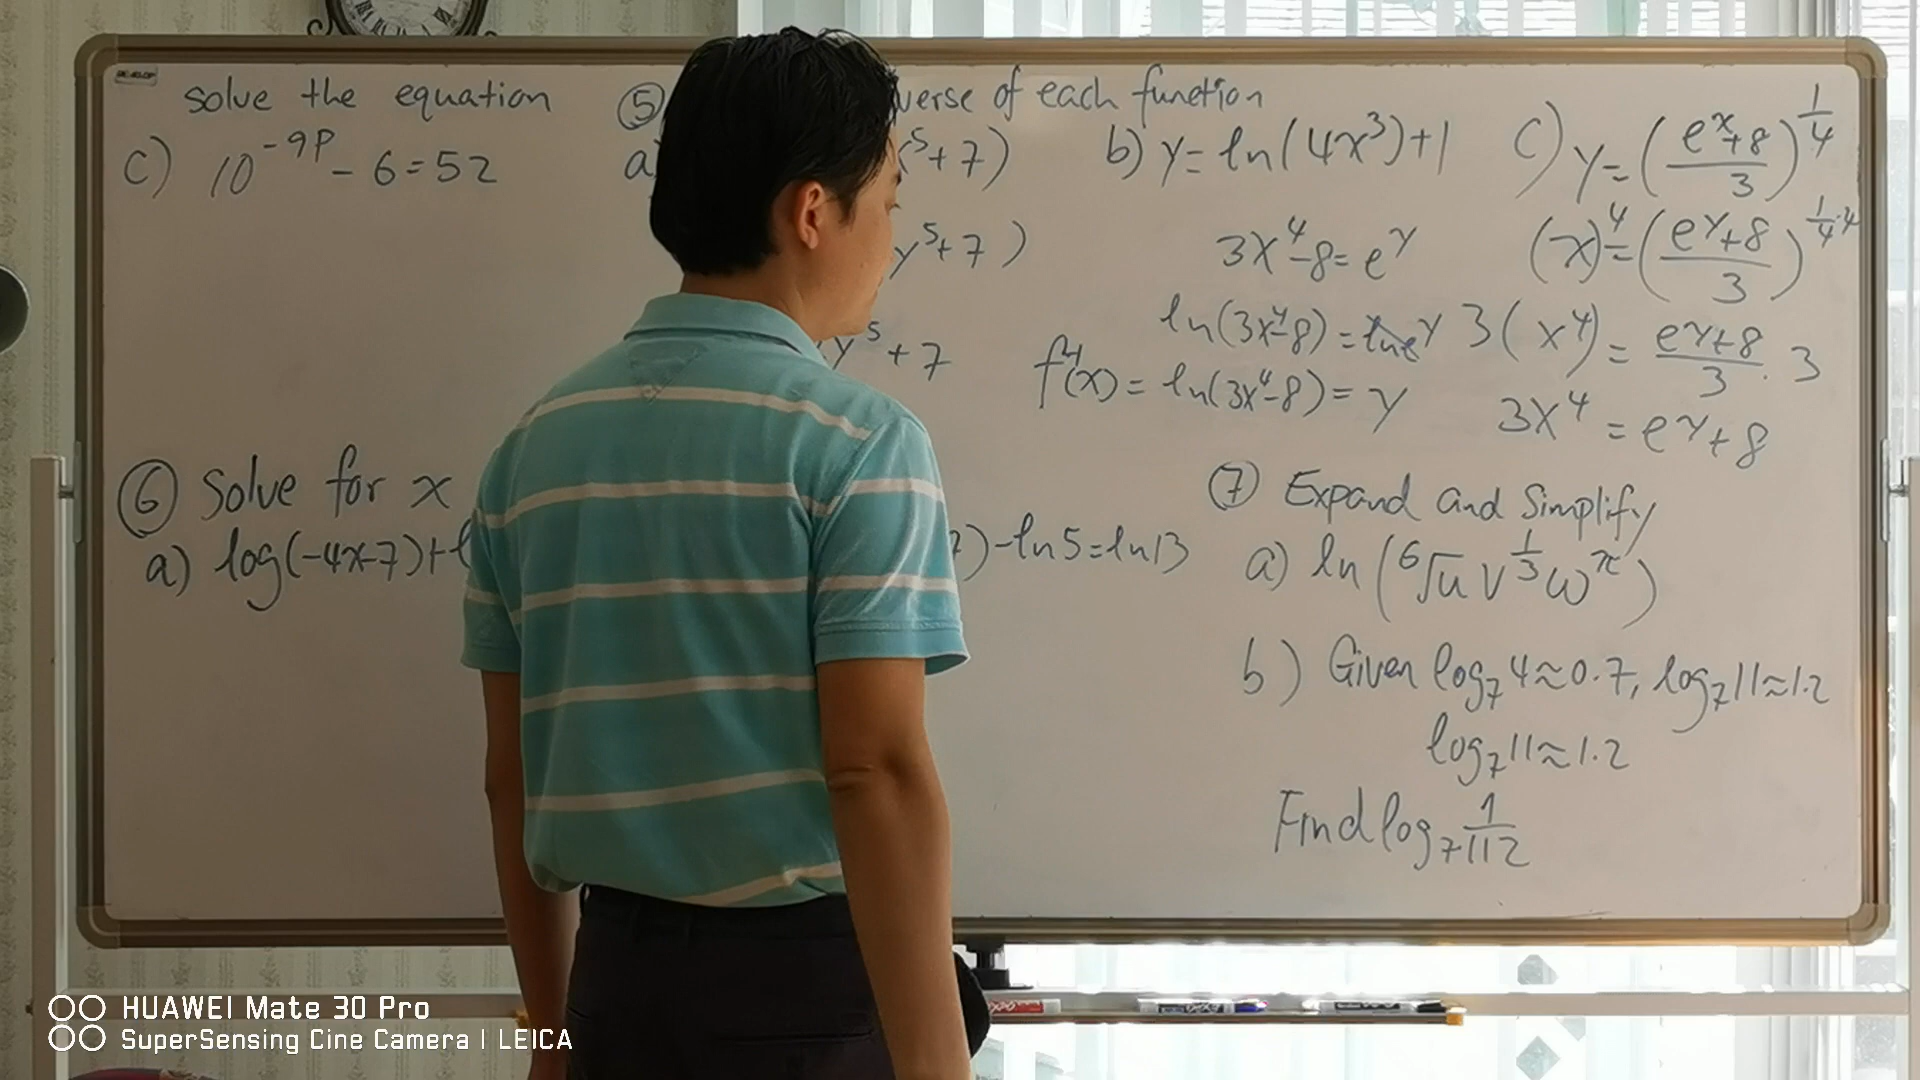 solve the equation
c) 10^-9p - 6 = 52
⑤ verse of each function
a) ^5 + 7)
y^5 + 7 )
y^5 + 7
b) y = ln(4x^3) + 1
c) y = (e^x + 8 / 3)^1/4
(x)^4 = (e^y + 8 / 3)^1/4·4
3(x^4) = e^y + 8 / 3 · 3
3x^4 = e^y + 8
3x^4 - 8 = e^y
ln(3x^4 - 8) = ln e^y
f^-1(x) = ln(3x^4 - 8) = y
⑥ Solve for x
a) log(-4x-7) + l
) - ln 5 = ln 13
⑦ Expand and Simplify
a) ln (⁶√u v^1/3 w^π)
b) Given log₇ 4 ≈ 0.7, log₇ 11 ≈ 1.2
log₇ 11 ≈ 1.2
Find log₇ 1/112
HUAWEI Mate 30 Pro
SuperSensing Cine Camera | LEICA